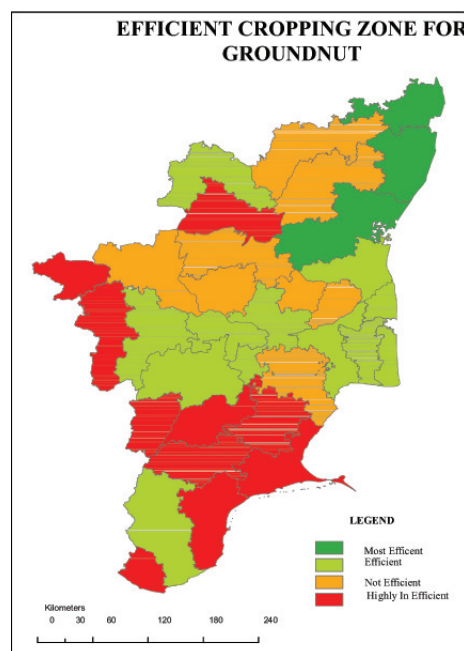 EFFICIENT CROPPING ZONE FOR
GROUNDNUT
LEGEND
Most Efficent
Efficient
Not Efficient
Highly In Efficient
Kilometers
0 30 60 120 180 240